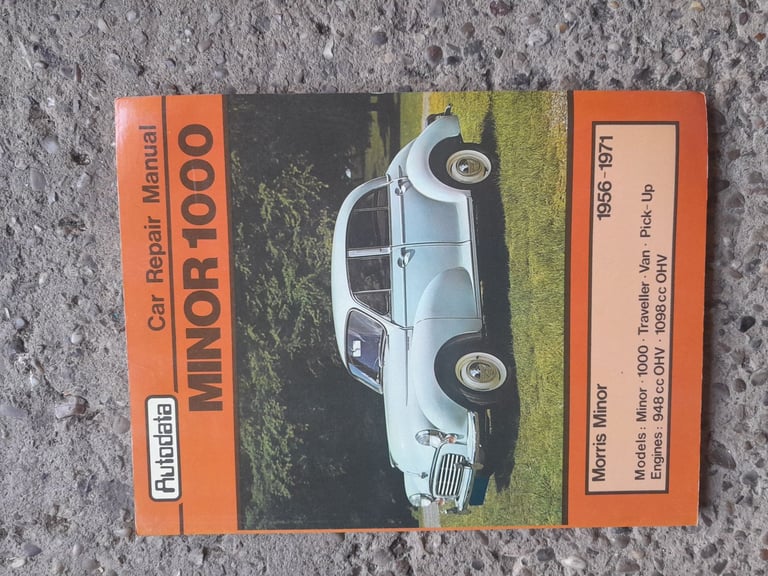 Autodata
Car Repair Manual
MINOR 1000
Morris Minor 1956-1971
Models: Minor · 1000 · Traveller · Van · Pick-Up
Engines: 948 cc OHV · 1098 cc OHV